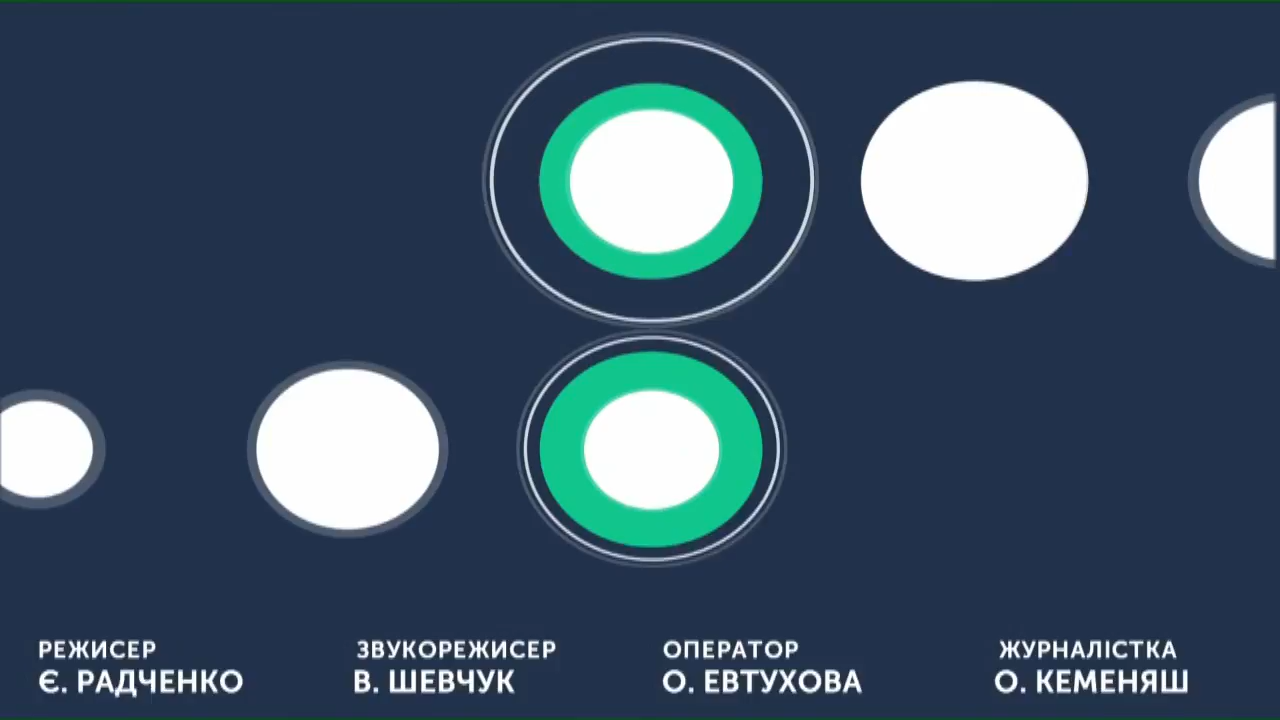 РЕЖИСЕР
Є. РАДЧЕНКО
ЗВУКОРЕЖИСЕР
В. ШЕВЧУК
ОПЕРАТОР
О. ЕВТУХОВА
ЖУРНАЛІСТКА
О. КЕМЕНЯШ